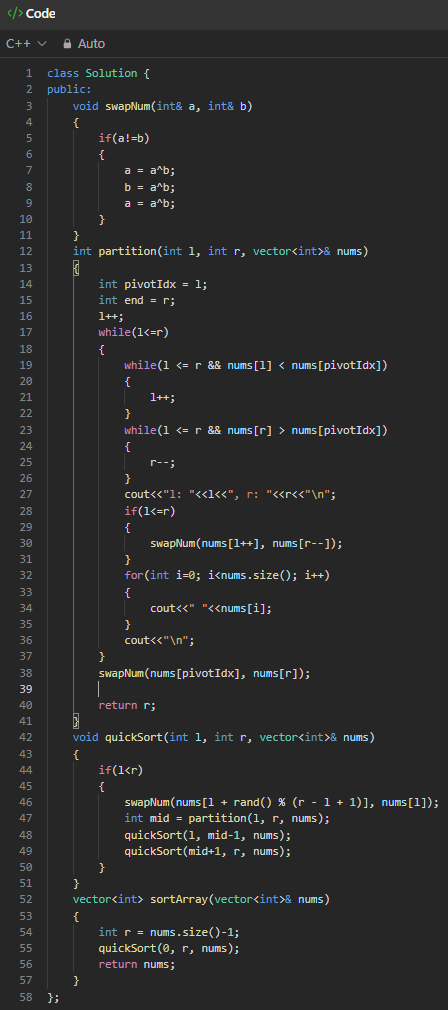 </> Code
C++ Auto
1 class Solution {
2 public:
3     void swapNum(int& a, int& b)
4     {
5         if(a!=b)
6         {
7             a = a^b;
8             b = a^b;
9             a = a^b;
10         }
11     }
12     int partition(int l, int r, vector<int>& nums)
13     {
14         int pivotIdx = l;
15         int end = r;
16         l++;
17         while(l<=r)
18         {
19             while(l <= r && nums[l] < nums[pivotIdx])
20             {
21                 l++;
22             }
23             while(l <= r && nums[r] > nums[pivotIdx])
24             {
25                 r--;
26             }
27             cout<<"l: "<<l<<", r: "<<r<<"\n";
28             if(l<=r)
29             {
30                 swapNum(nums[l++], nums[r--]);
31             }
32             for(int i=0; i<nums.size(); i++)
33             {
34                 cout<<" "<<nums[i];
35             }
36             cout<<"\n";
37         }
38         swapNum(nums[pivotIdx], nums[r]);
39
40         return r;
41     }
42     void quickSort(int l, int r, vector<int>& nums)
43     {
44         if(l<r)
45         {
46             swapNum(nums[l + rand() % (r - l + 1)], nums[l]);
47             int mid = partition(l, r, nums);
48             quickSort(l, mid-1, nums);
49             quickSort(mid+1, r, nums);
50         }
51     }
52     vector<int> sortArray(vector<int>& nums)
53     {
54         int r = nums.size()-1;
55         quickSort(0, r, nums);
56         return nums;
57     }
58 };